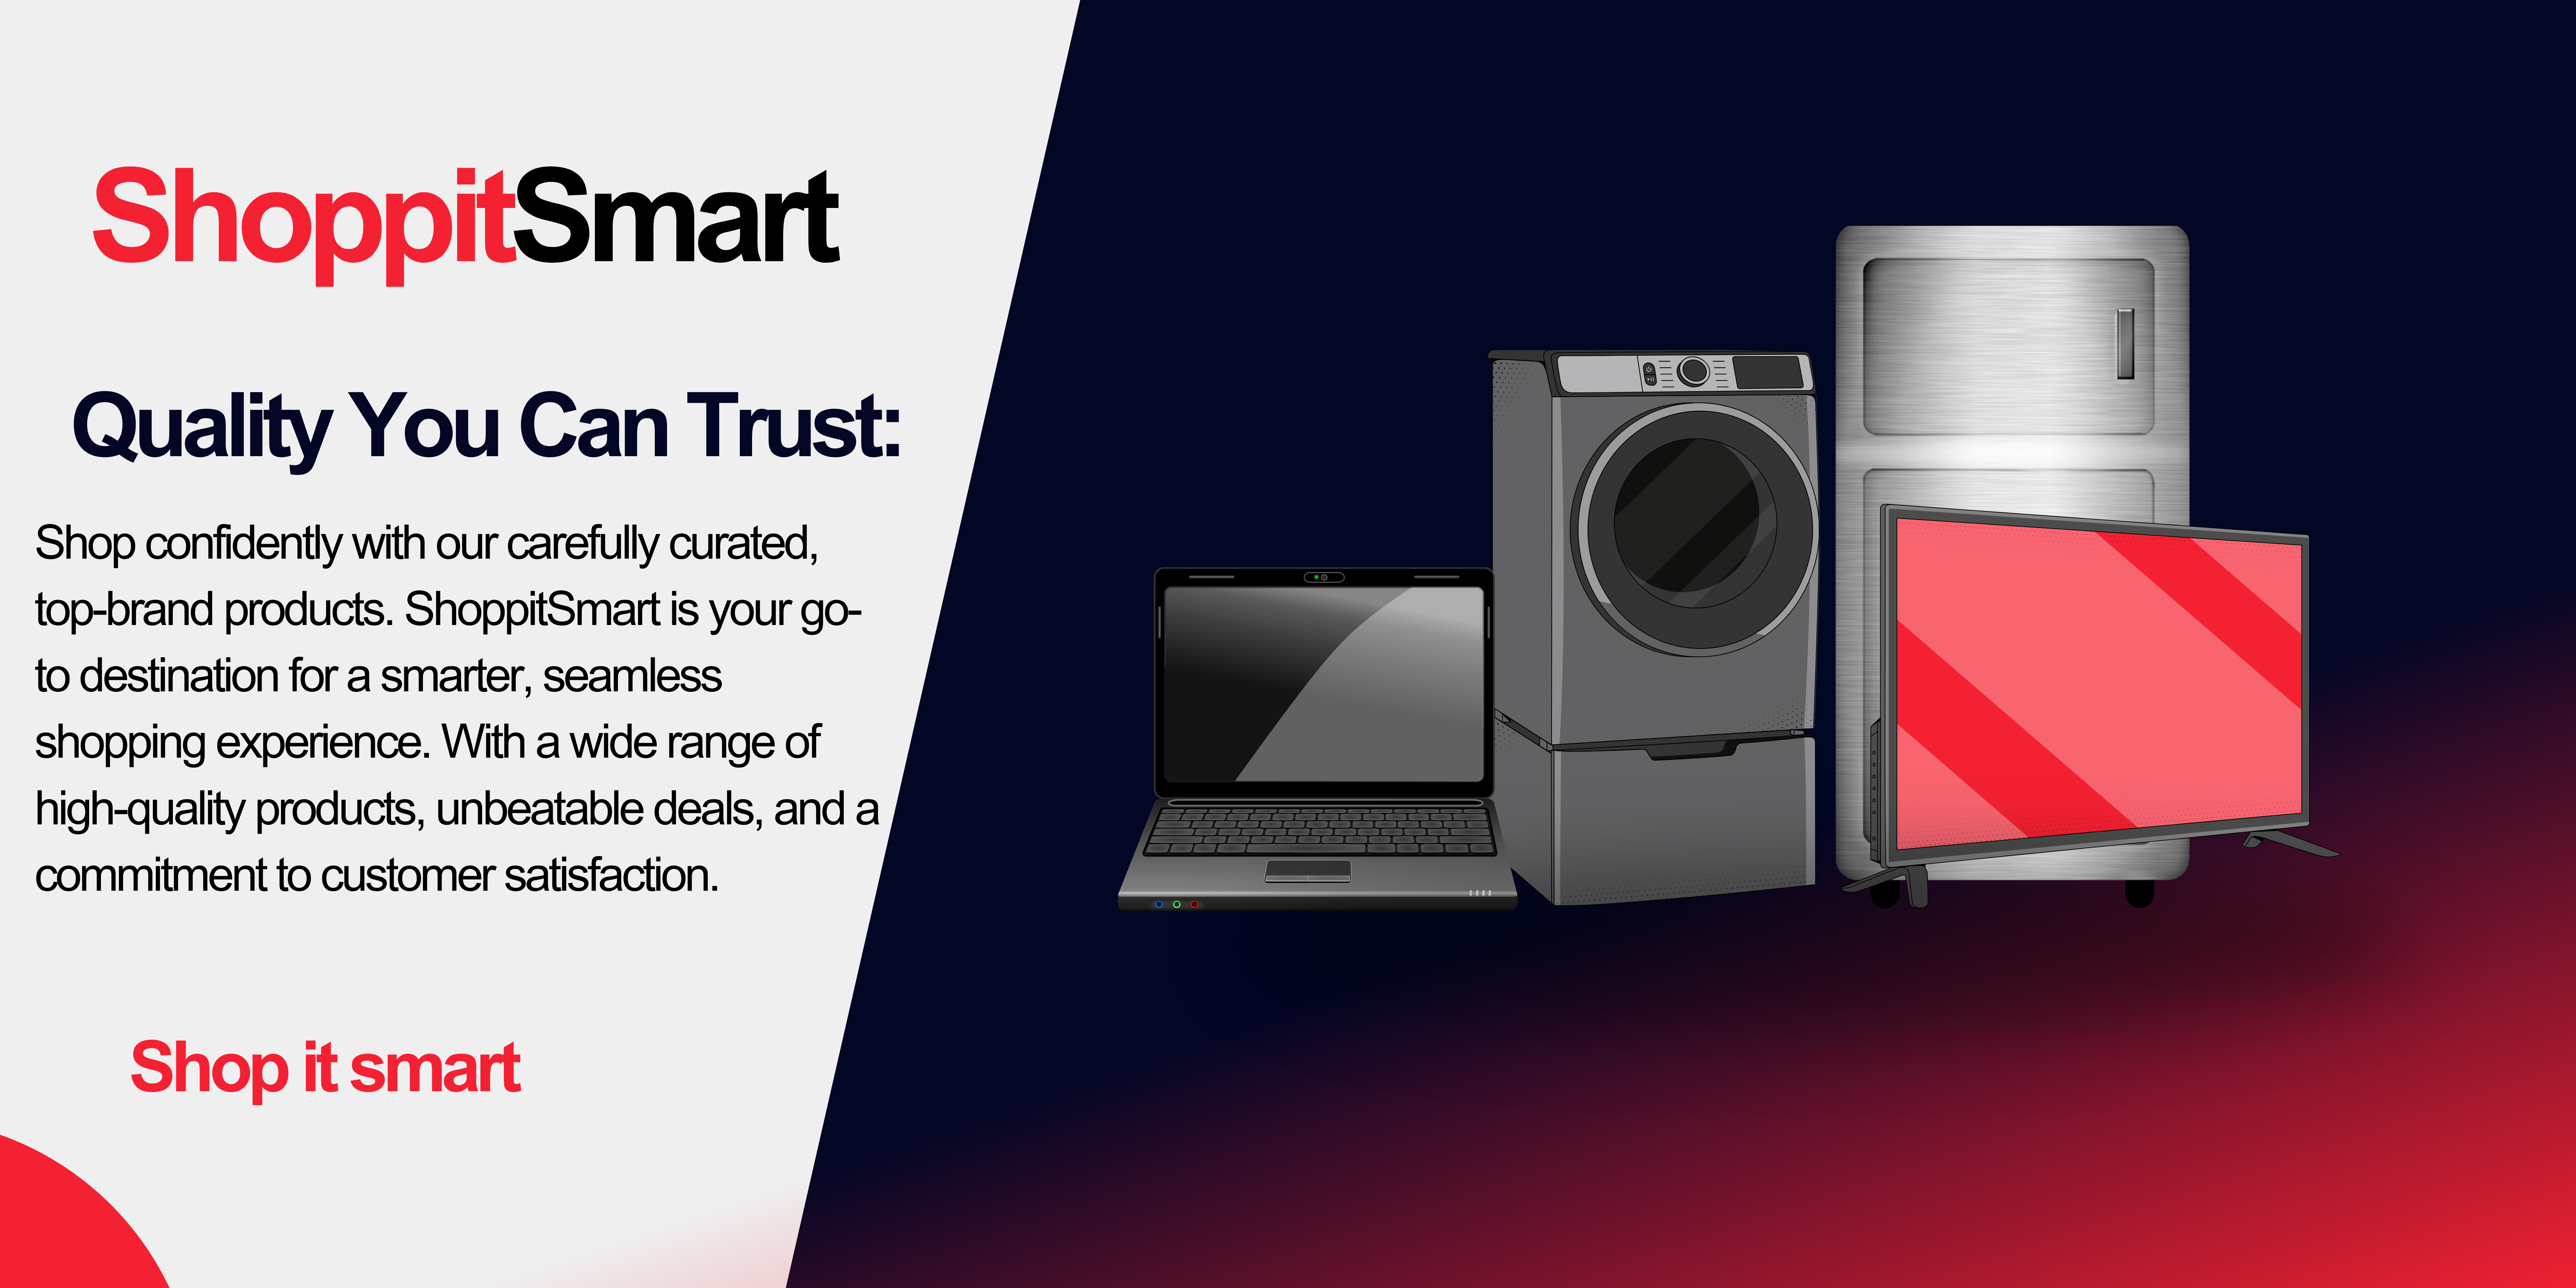 ShoppitSmart
Quality You Can Trust:
Shop confidently with our carefully curated,
top-brand products. ShoppitSmart is your go-
to destination for a smarter, seamless
shopping experience. With a wide range of
high-quality products, unbeatable deals, and a
commitment to customer satisfaction.
Shop it smart